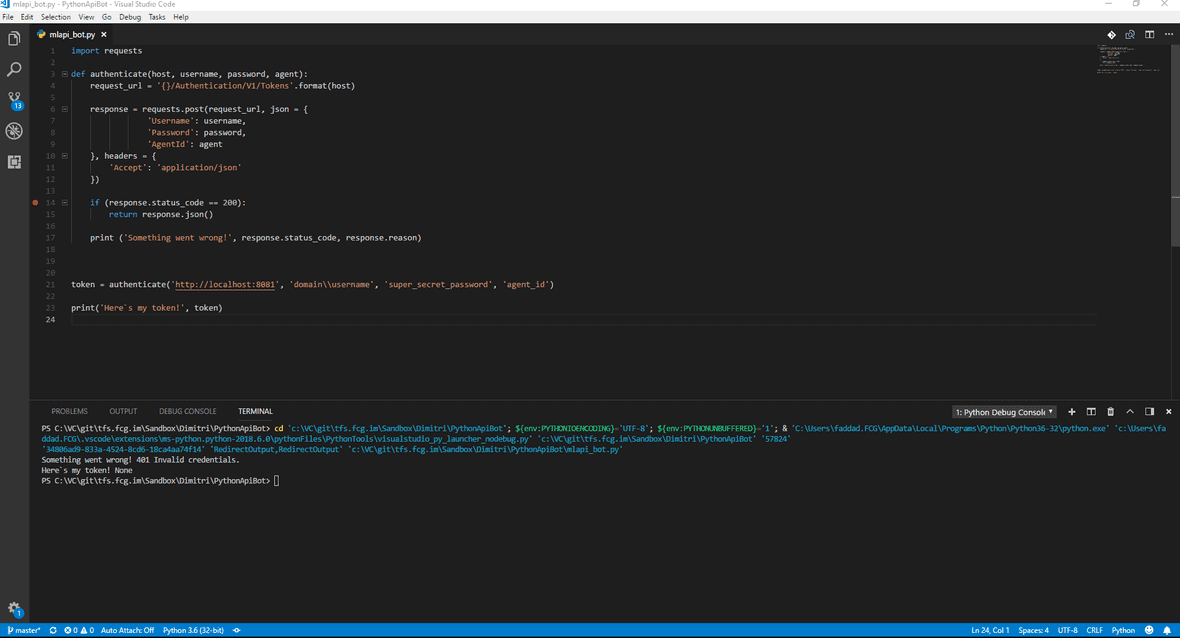 mlapi_bot.py - PythonApiBot - Visual Studio Code
File Edit Selection View Go Debug Tasks Help
mlapi_bot.py
1 import requests
2
3 def authenticate(host, username, password, agent):
4 request_url = '{}/Authentication/V1/Tokens'.format(host)
5
6 response = requests.post(request_url, json = {
7 'Username': username,
8 'Password': password,
9 'AgentId': agent
10 }, headers = {
11 'Accept': 'application/json'
12 })
13
14 if (response.status_code == 200):
15 return response.json()
16
17 print ('Something went wrong!', response.status_code, response.reason)
18
19
20
21 token = authenticate('http://localhost:8081', 'domain\\username', 'super_secret_password', 'agent_id')
22
23 print('Here`s my token!', token)
24
13
PROBLEMS OUTPUT DEBUG CONSOLE TERMINAL 1: Python Debug Console
PS C:\VC\git\tfs.fcg.im\Sandbox\Dimitri\PythonApiBot> cd 'c:\VC\git\tfs.fcg.im\Sandbox\Dimitri\PythonApiBot'; ${env:PYTHONIOENCODING}='UTF-8'; ${env:PYTHONUNBUFFERED}='1'; & 'C:\Users\faddad.FCG\AppData\Local\Programs\Python\Python36-32\python.exe' 'c:\Users\fa
ddad.FCG\.vscode\extensions\ms-python.python-2018.6.0\pythonFiles\PythonTools\visualstudio_py_launcher_nodebug.py' 'c:\VC\git\tfs.fcg.im\Sandbox\Dimitri\PythonApiBot' '57824'
'34806ad9-833a-4524-8cd6-18ca4aa74f14' 'RedirectOutput,RedirectOutput' 'c:\VC\git\tfs.fcg.im\Sandbox\Dimitri\PythonApiBot\mlapi_bot.py'
Something went wrong! 401 Invalid credentials.
Here`s my token! None
PS C:\VC\git\tfs.fcg.im\Sandbox\Dimitri\PythonApiBot>
1
master* 0 0 Auto Attach: Off Python 3.6 (32-bit) Ln 24, Col 1 Spaces: 4 UTF-8 CRLF Python